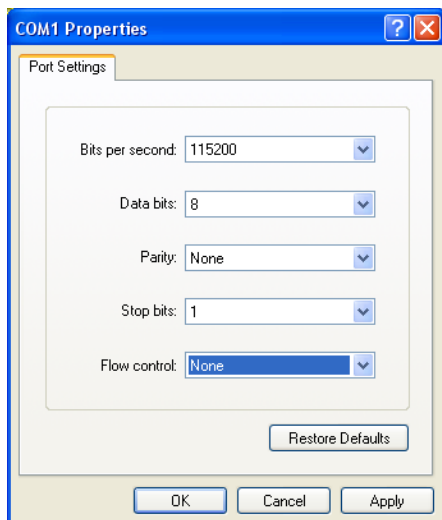 COM1 Properties
Port Settings
Bits per second: 115200
Data bits: 8
Parity: None
Stop bits: 1
Flow control: None
Restore Defaults
OK Cancel Apply